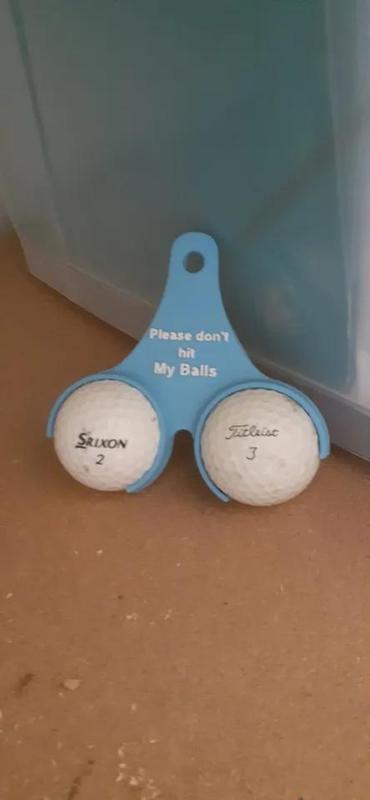 Please don't
hit
My Balls
SRIXON
2
Titleist
3